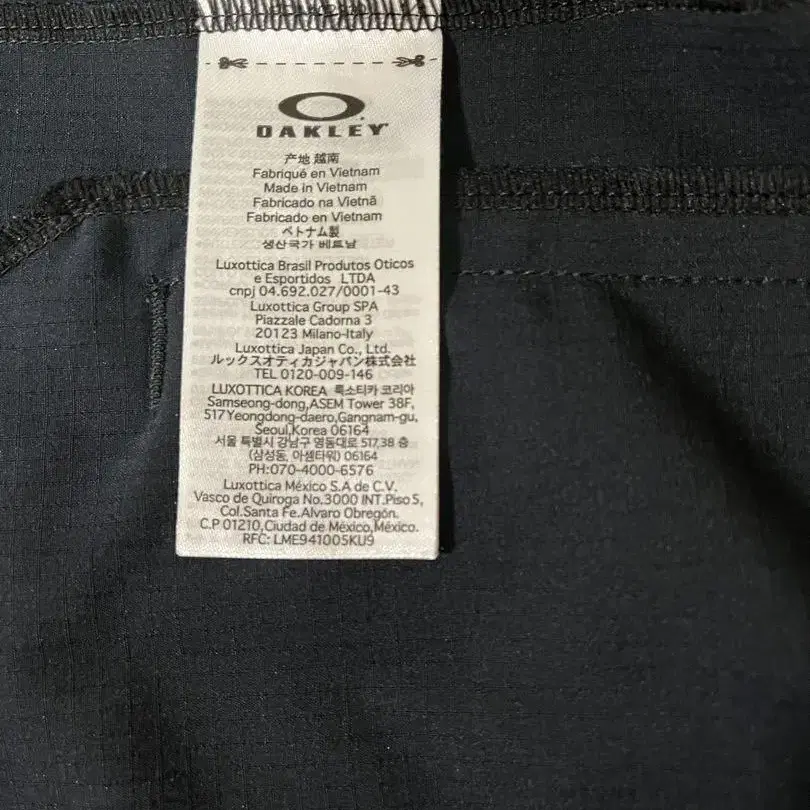 OAKLEY
产地 越南
Fabriqué en Vietnam
Made in Vietnam
Fabricado na Vietnã
Fabricado en Vietnam
ベトナム製
생산국가 베트남
Luxottica Brasil Produtos Oticos
e Esportidos LTDA
cnpj 04.692.027/0001-43
Luxottica Group SPA
Piazzale Cadorna 3
20123 Milano-Italy
Luxottica Japan Co., Ltd.
ルックスオティカジャパン株式会社
TEL 0120-009-146
LUXOTTICA KOREA 룩소티카 코리아
Samseong-dong,ASEM Tower 38F,
517Yeongdong-daero,Gangnam-gu,
Seoul,Korea 06164
서울 특별시 강남구 영동대로 517,38 층
(삼성동, 아셈타워) 06164
PH:070-4000-6576
Luxottica México S.A de C.V.
Vasco de Quiroga No.3000 INT.Piso5,
Col.Santa Fe.Alvaro Obregón.
C.P 01210,Ciudad de México,México.
RFC: LME941005KU9